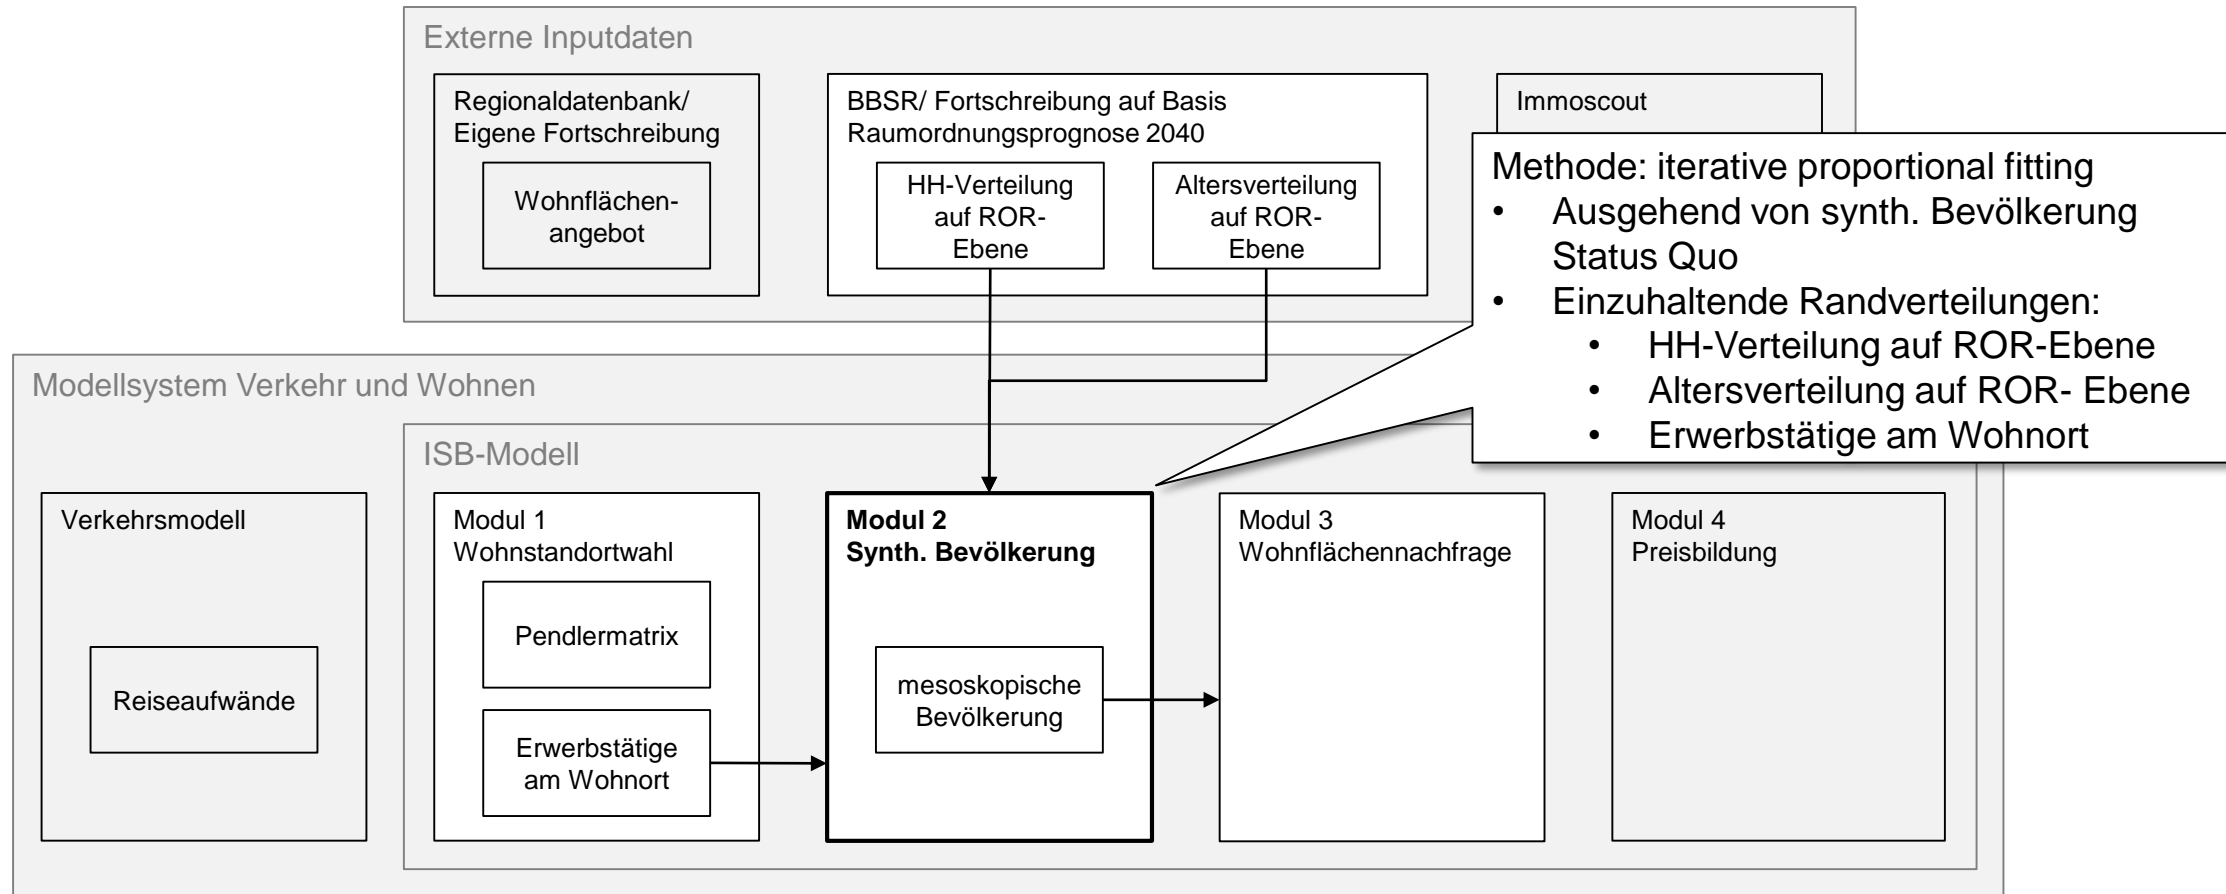 Externe Inputdaten
Regionaldatenbank/
Eigene Fortschreibung
Wohnflächen-
angebot
BBSR/ Fortschreibung auf Basis
Raumordnungsprognose 2040
HH-Verteilung
auf ROR-
Ebene
Altersverteilung
auf ROR-
Ebene
Immoscout
Methode: iterative proportional fitting
• Ausgehend von synth. Bevölkerung
Status Quo
• Einzuhaltende Randverteilungen:
• HH-Verteilung auf ROR-Ebene
• Altersverteilung auf ROR- Ebene
• Erwerbstätige am Wohnort
Modellsystem Verkehr und Wohnen
ISB-Modell
Verkehrsmodell
Reiseaufwände
Modul 1
Wohnstandortwahl
Pendlermatrix
Erwerbstätige
am Wohnort
Modul 2
Synth. Bevölkerung
mesoskopische
Bevölkerung
Modul 3
Wohnflächennachfrage
Modul 4
Preisbildung